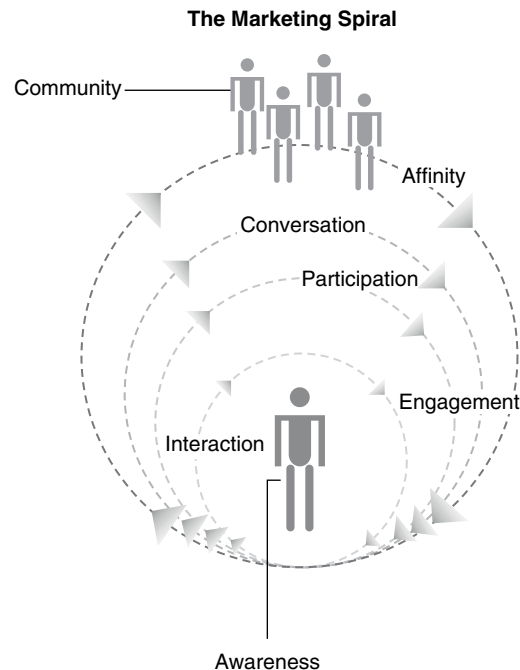 The Marketing Spiral
Community
Affinity
Conversation
Participation
Engagement
Interaction
Awareness